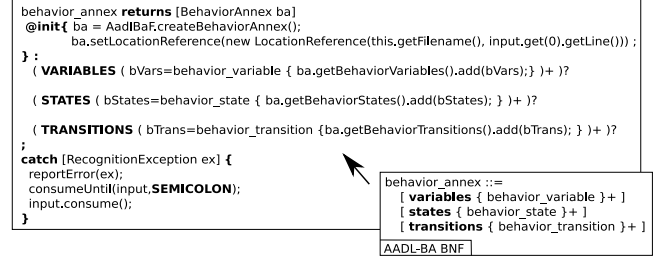 behavior_annex returns [BehaviorAnnex ba]
@init{ ba = AadlBaF.createBehaviorAnnex();
ba.setLocationReference(new LocationReference(this.getFilename(), input.get(0).getLine())) ;
} :
( VARIABLES ( bVars=behavior_variable { ba.getBehaviorVariables().add(bVars);} )+ )?
( STATES ( bStates=behavior_state { ba.getBehaviorStates().add(bStates); } )+ )?
( TRANSITIONS ( bTrans=behavior_transition {ba.getBehaviorTransitions().add(bTrans); } )+ )?
;
catch [RecognitionException ex] {
reportError(ex);
consumeUntil(input,SEMICOLON);
input.consume();
}
behavior_annex ::=
[ variables { behavior_variable }+ ]
[ states { behavior_state }+ ]
[ transitions { behavior_transition }+ ]
AADL-BA BNF